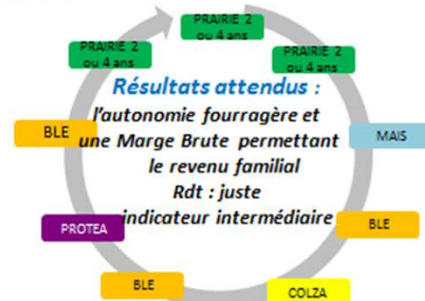 PRAIRIE 2
ou 4 ans
PRAIRIE 2
ou 4 ans
PRAIRIE 2
ou 4 ans
Résultats attendus :
l'autonomie fourragère et
une Marge Brute permettant
le revenu familial
Rdt : juste
indicateur intermédiaire
BLE
MAIS
PROTEA
BLE
BLE
COLZA